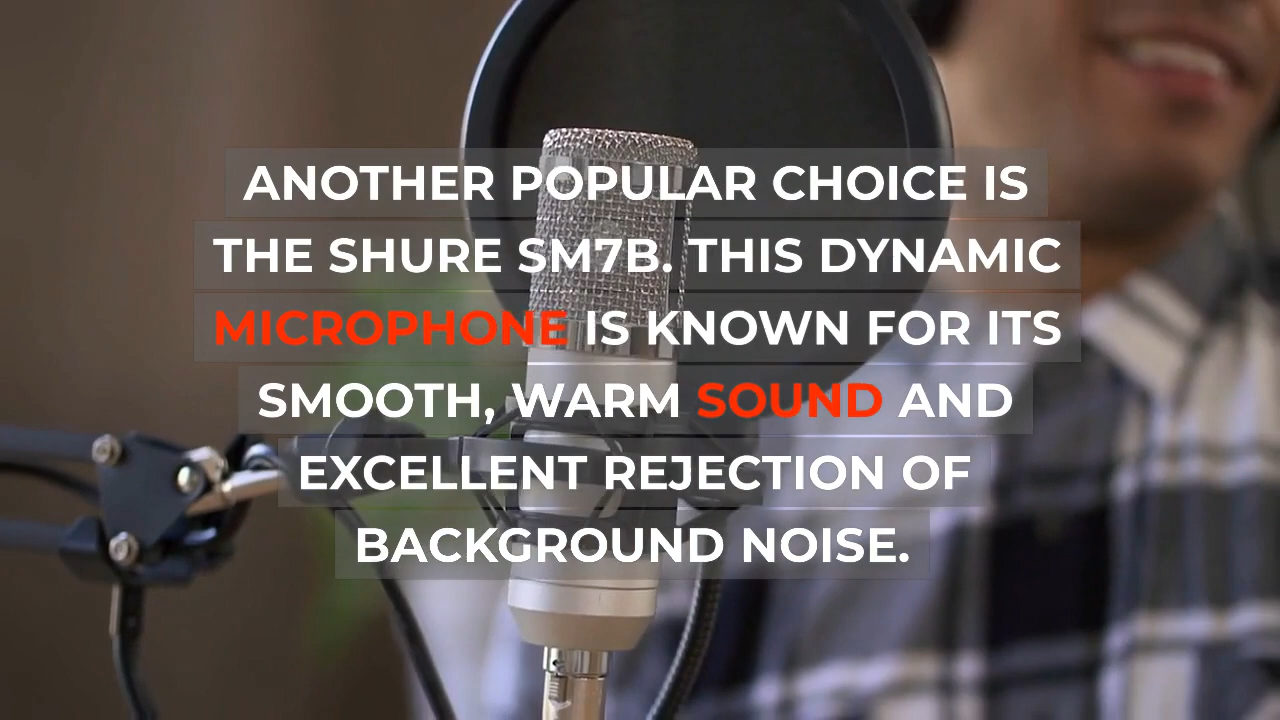 ANOTHER POPULAR CHOICE IS
THE SHURE SM7B. THIS DYNAMIC
MICROPHONE IS KNOWN FOR ITS
SMOOTH, WARM SOUND AND
EXCELLENT REJECTION OF
BACKGROUND NOISE.